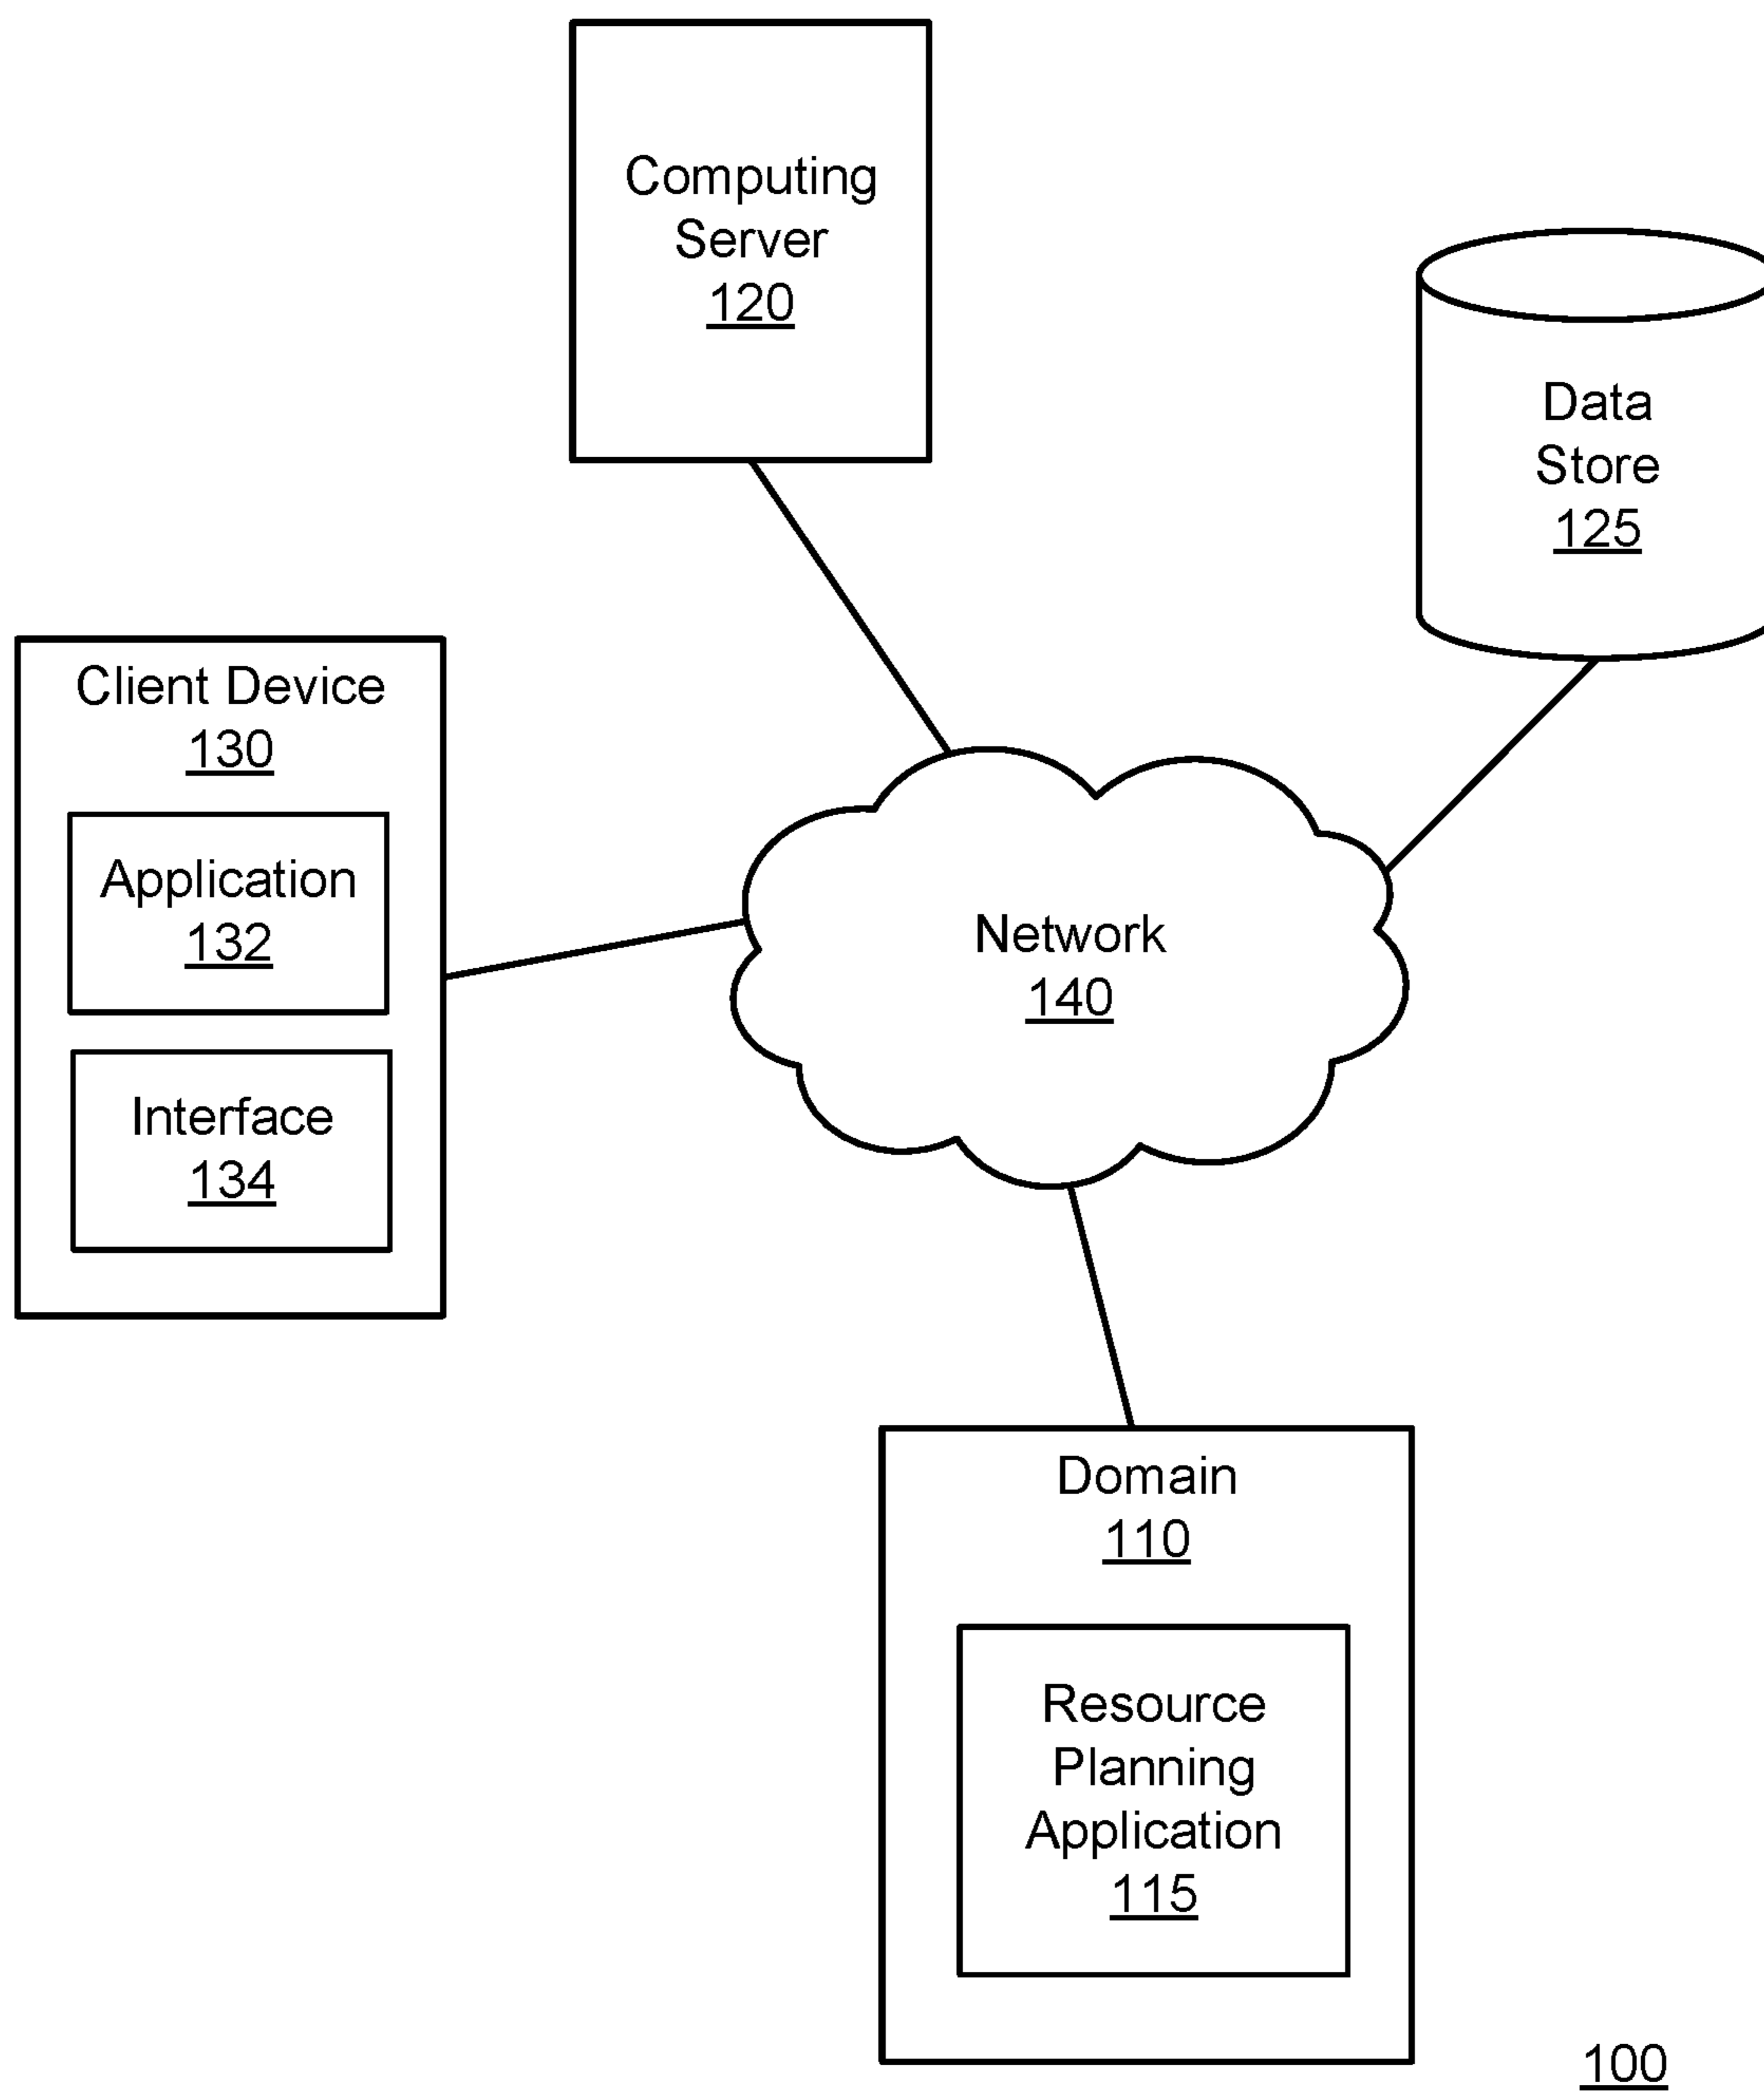 Computing
Server
120
Data
Store
125
Client Device
130
Application
132
Interface
134
Network
140
Domain
110
Resource
Planning
Application
115
100